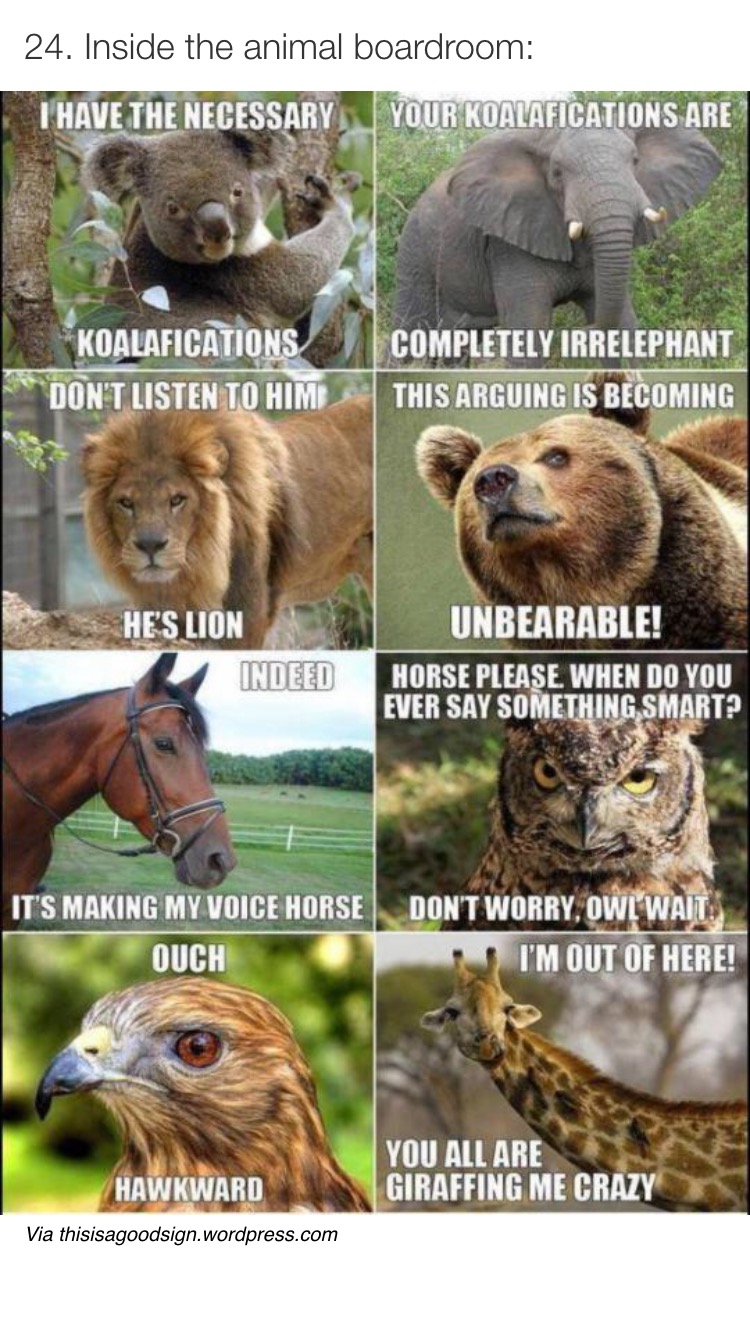 24. Inside the animal boardroom:
I HAVE THE NECESSARY
KOALAFICATIONS
YOUR KOALAFICATIONS ARE
COMPLETELY IRRELEPHANT
DON'T LISTEN TO HIM
HE'S LION
THIS ARGUING IS BECOMING
UNBEARABLE!
INDEED
IT'S MAKING MY VOICE HORSE
HORSE PLEASE. WHEN DO YOU
EVER SAY SOMETHING SMART?
DON'T WORRY, OWL WAIT.
OUCH
HAWKWARD
I'M OUT OF HERE!
YOU ALL ARE
GIRAFFING ME CRAZY
Via thisisagoodsign.wordpress.com